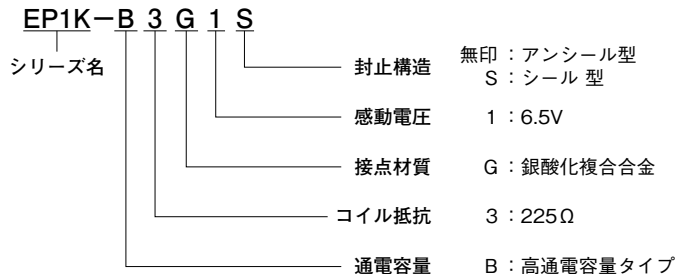 EP1K－B 3 G 1 S
シリーズ名
封止構造 無印：アンシール型
S：シール 型
感動電圧 1：6.5V
接点材質 G：銀酸化複合合金
コイル抵抗 3：225Ω
通電容量 B：高通電容量タイプ